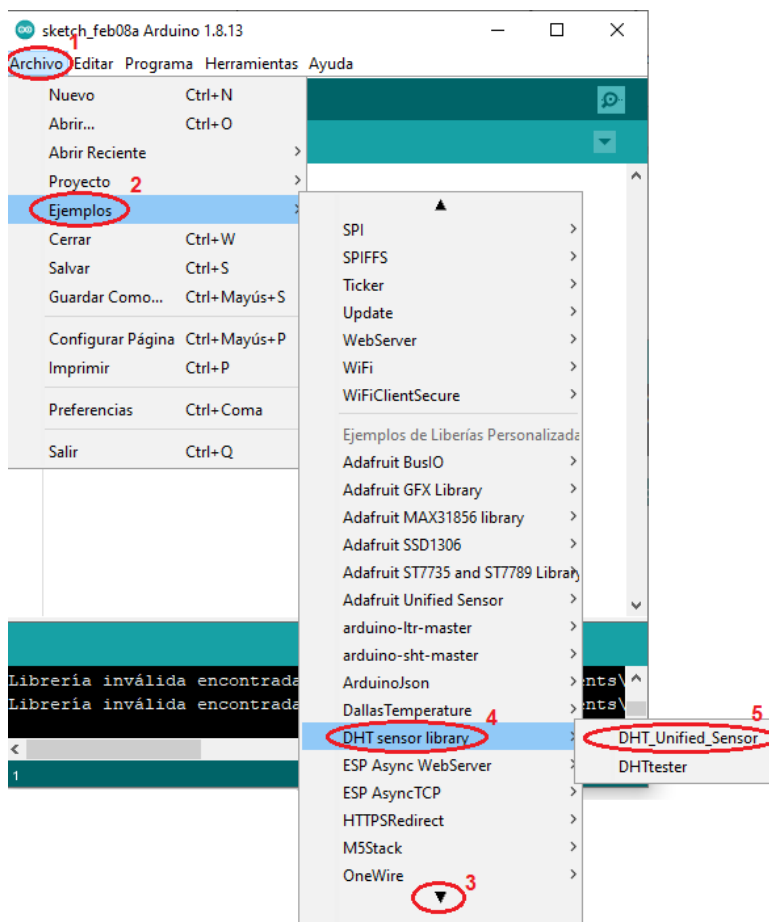 sketch_feb08a Arduino 1.8.13
1
Archivo Editar Programa Herramientas Ayuda
Nuevo Ctrl+N
Abrir... Ctrl+O
Abrir Reciente
Proyecto
2
Ejemplos
Cerrar Ctrl+W
Salvar Ctrl+S
Guardar Como... Ctrl+Mayús+S
Configurar Página Ctrl+Mayús+P
Imprimir Ctrl+P
Preferencias Ctrl+Coma
Salir Ctrl+Q
SPI
SPIFFS
Ticker
Update
WebServer
WiFi
WiFiClientSecure
Ejemplos de Liberías Personalizada
Adafruit BusIO
Adafruit GFX Library
Adafruit MAX31856 library
Adafruit SSD1306
Adafruit ST7735 and ST7789 Library
Adafruit Unified Sensor
arduino-ltr-master
arduino-sht-master
ArduinoJson
DallasTemperature
4
DHT sensor library
ESP Async WebServer
ESP AsyncTCP
HTTPSRedirect
M5Stack
OneWire
3
5
DHT_Unified_Sensor
DHTtester
Librería inválida encontrada nts\
Librería inválida encontrada nts\
1